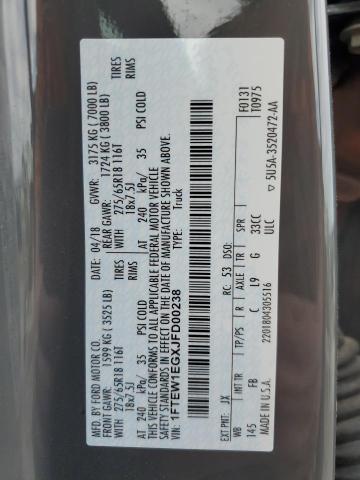 MFD. BY FORD MOTOR CO.
DATE: 04/18 GVWR: 3175 KG ( 7000 LB)
FRONT GAWR: 1599 KG ( 3525 LB) REAR GAWR: 1724 KG ( 3800 LB)
WITH 275/65R18 116T TIRES WITH 275/65R18 116T TIRES
18x7.5J RIMS 18x7.5J RIMS
AT 240 kPa/ 35 PSI COLD AT 240 kPa/ 35 PSI COLD
THIS VEHICLE CONFORMS TO ALL APPLICABLE FEDERAL MOTOR VEHICLE
SAFETY STANDARDS IN EFFECT ON THE DATE OF MANUFACTURE SHOWN ABOVE.
VIN: 1FTEW1EGXJFD00238 Truck
F0131
T0975
EXT PNT: JX RC: 53 DSO:
WB INT TR TP/PS R AXLE TR SPR
145 FB C L9 G 33CC
ULC
2201804305516
MADE IN U.S.A. 5U5A-3520472-AA